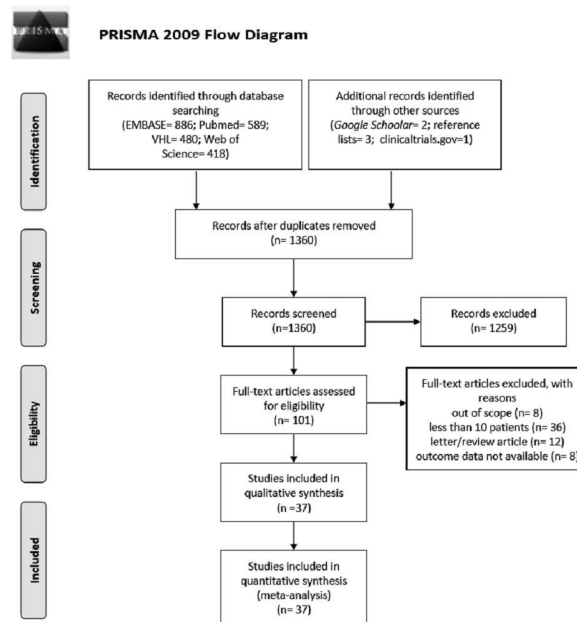 PRISMA
PRISMA 2009 Flow Diagram
Identification
Records identified through database
searching
(EMBASE= 886; Pubmed= 589;
VHL= 480; Web of
Science= 418)
Additional records identified
through other sources
(Google Schoolar= 2; reference
lists= 3; clinicaltrials.gov=1)
Records after duplicates removed
(n= 1360)
Screening
Records screened
(n=1360)
Records excluded
(n= 1259)
Eligibility
Full-text articles assessed
for eligibility
(n= 101)
Full-text articles excluded, with
reasons
out of scope (n= 8)
less than 10 patients (n= 36)
letter/review article (n= 12)
outcome data not available (n= 8)
Studies included in
qualitative synthesis
(n =37)
Included
Studies included in
quantitative synthesis
(meta-analysis)
(n= 37)